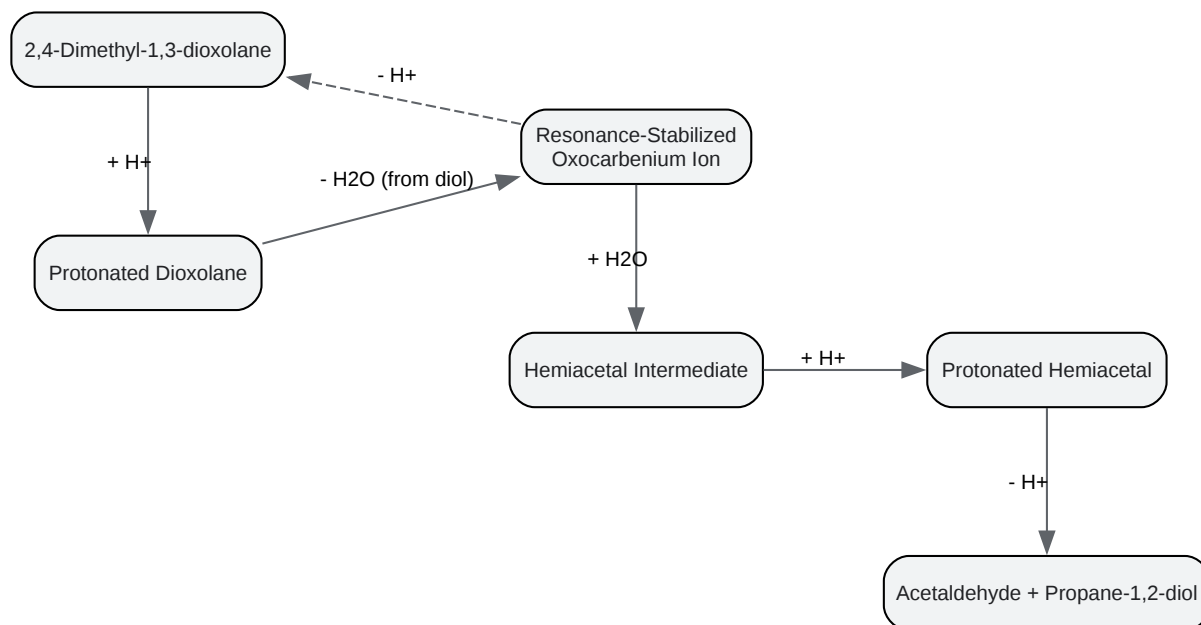 2,4-Dimethyl-1,3-dioxolane
- H+
Resonance-Stabilized
Oxocarbenium Ion
+ H+
- H2O (from diol)
Protonated Dioxolane
+ H2O
Hemiacetal Intermediate
+ H+
Protonated Hemiacetal
- H+
Acetaldehyde + Propane-1,2-diol